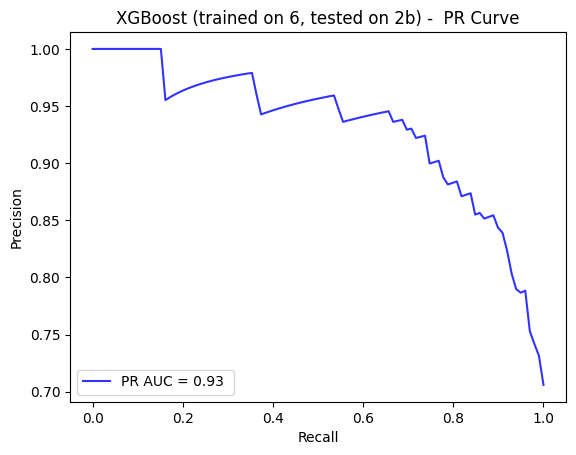 XGBoost (trained on 6, tested on 2b) -  PR Curve
1.00
0.95
0.90
0.85
0.80
0.75
0.70
Precision
PR AUC = 0.93
0.0 0.2 0.4 0.6 0.8 1.0
Recall